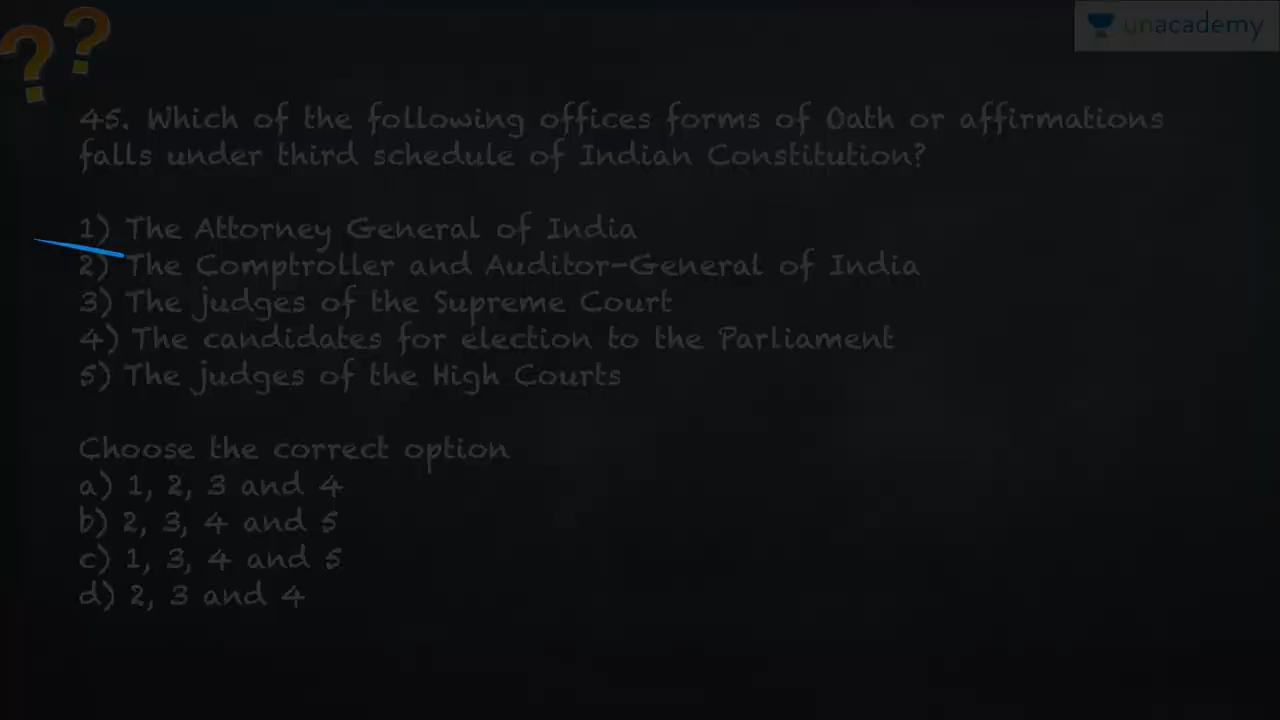 ? ?
unacademy
45. Which of the following offices forms of Oath or affirmations
falls under third schedule of Indian Constitution?
1) The Attorney General of India
2) The Comptroller and Auditor-General of India
3) The judges of the Supreme Court
4) The candidates for election to the Parliament
5) The judges of the High Courts
Choose the correct option
a) 1, 2, 3 and 4
b) 2, 3, 4 and 5
c) 1, 3, 4 and 5
d) 2, 3 and 4